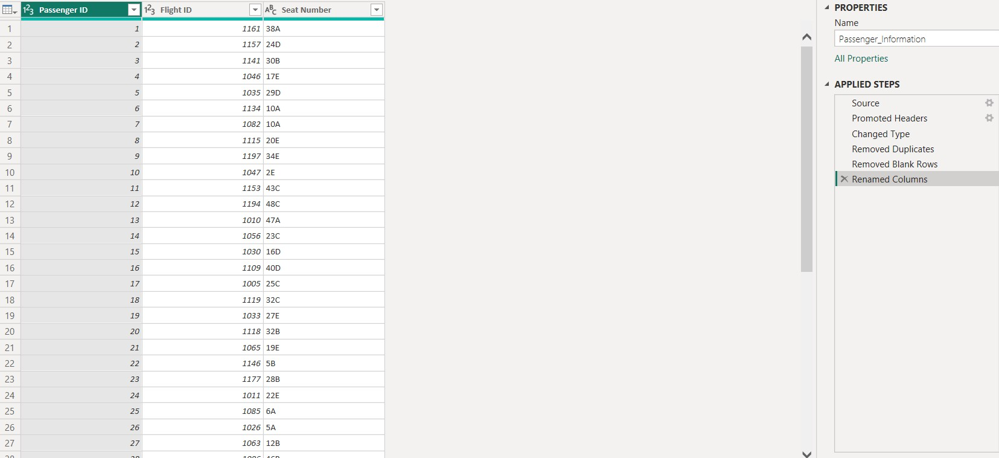 123 Passenger ID 123 Flight ID ABC Seat Number
1 1 1161 38A
2 2 1157 24D
3 3 1141 30B
4 4 1046 17E
5 5 1035 29D
6 6 1134 10A
7 7 1082 10A
8 8 1115 20E
9 9 1197 34E
10 10 1047 2E
11 11 1153 43C
12 12 1194 48C
13 13 1010 47A
14 14 1056 23C
15 15 1030 16D
16 16 1109 40D
17 17 1005 25C
18 18 1119 32C
19 19 1033 27E
20 20 1118 32B
21 21 1065 19E
22 22 1146 5B
23 23 1177 28B
24 24 1011 22E
25 25 1085 6A
26 26 1026 5A
27 27 1063 12B
PROPERTIES
Name
Passenger_Information
All Properties
APPLIED STEPS
Source
Promoted Headers
Changed Type
Removed Duplicates
Removed Blank Rows
Renamed Columns